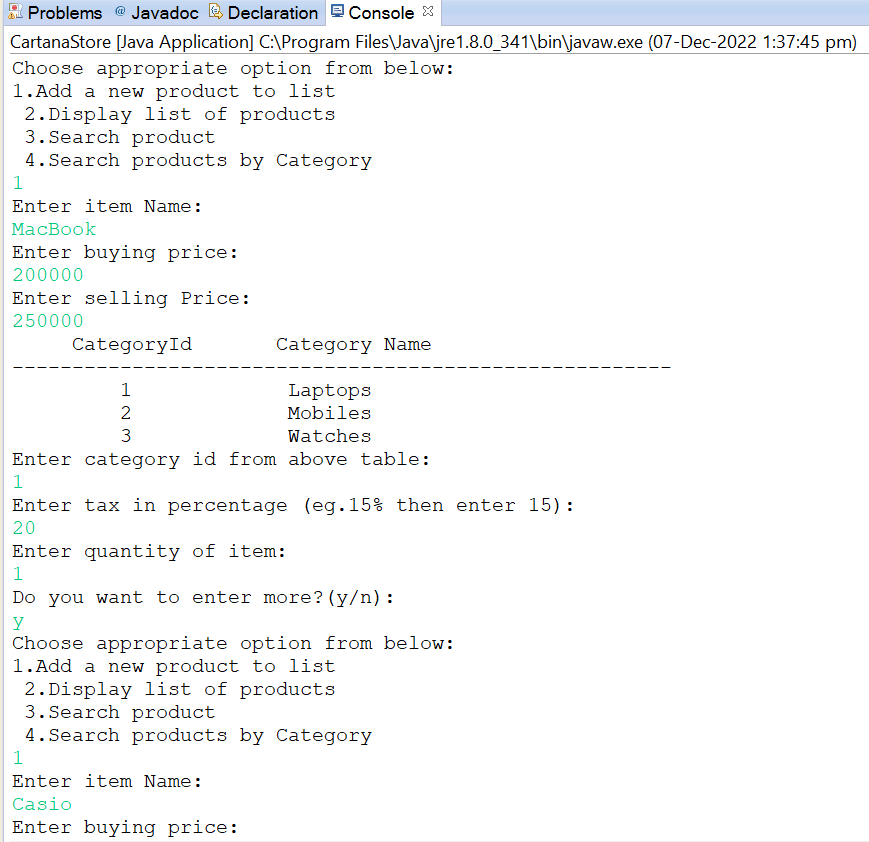 Problems @ Javadoc Declaration Console
CartanaStore [Java Application] C:\Program Files\Java\jre1.8.0_341\bin\javaw.exe (07-Dec-2022 1:37:45 pm)
Choose appropriate option from below:
1.Add a new product to list
 2.Display list of products
 3.Search product
 4.Search products by Category
1
Enter item Name:
MacBook
Enter buying price:
200000
Enter selling Price:
250000
     CategoryId       Category Name
-------------------------------------------------------
         1             Laptops
         2             Mobiles
         3             Watches
Enter category id from above table:
1
Enter tax in percentage (eg.15% then enter 15):
20
Enter quantity of item:
1
Do you want to enter more?(y/n):
y
Choose appropriate option from below:
1.Add a new product to list
 2.Display list of products
 3.Search product
 4.Search products by Category
1
Enter item Name:
Casio
Enter buying price: